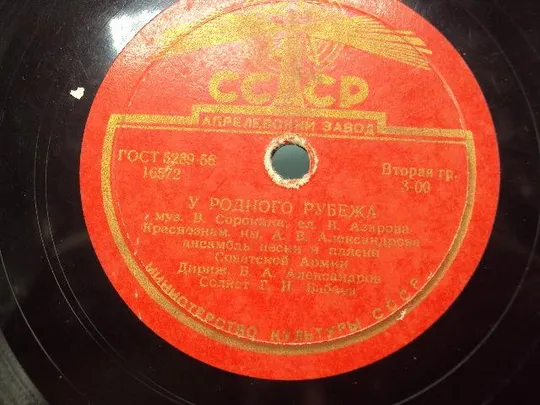 СССР
АПРЕЛЕВСКИЙ ЗАВОД
ГОСТ 5289-56
16572
Вторая гр.
3-00
У РОДНОГО РУБЕЖА
муз. В. Сорокина, сл. В. Азарова
Краснознам. им. А. В. Александрова
ансамбль песни и пляски
Советской Армии
Дириж. Б. А. Александров
Солист Г. И. Бабаев
МИНИСТЕРСТВО КУЛЬТУРЫ СССР